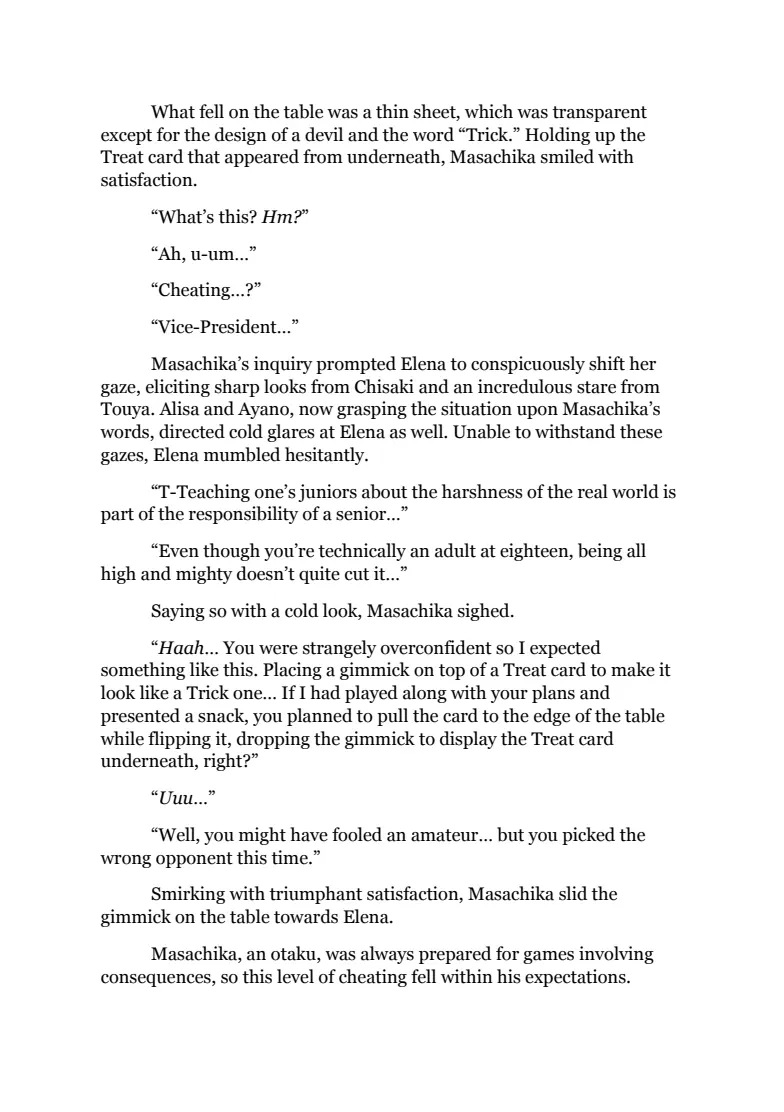 What fell on the table was a thin sheet, which was transparent
except for the design of a devil and the word “Trick.” Holding up the
Treat card that appeared from underneath, Masachika smiled with
satisfaction.
“What’s this? Hm?”
“Ah, u-um…”
“Cheating…?”
“Vice-President…”
Masachika’s inquiry prompted Elena to conspicuously shift her
gaze, eliciting sharp looks from Chisaki and an incredulous stare from
Touya. Alisa and Ayano, now grasping the situation upon Masachika’s
words, directed cold glares at Elena as well. Unable to withstand these
gazes, Elena mumbled hesitantly.
“T-Teaching one’s juniors about the harshness of the real world is
part of the responsibility of a senior…”
“Even though you’re technically an adult at eighteen, being all
high and mighty doesn’t quite cut it…”
Saying so with a cold look, Masachika sighed.
“Haah… You were strangely overconfident so I expected
something like this. Placing a gimmick on top of a Treat card to make it
look like a Trick one… If I had played along with your plans and
presented a snack, you planned to pull the card to the edge of the table
while flipping it, dropping the gimmick to display the Treat card
underneath, right?”
“Uuu…”
“Well, you might have fooled an amateur… but you picked the
wrong opponent this time.”
Smirking with triumphant satisfaction, Masachika slid the
gimmick on the table towards Elena.
Masachika, an otaku, was always prepared for games involving
consequences, so this level of cheating fell within his expectations.